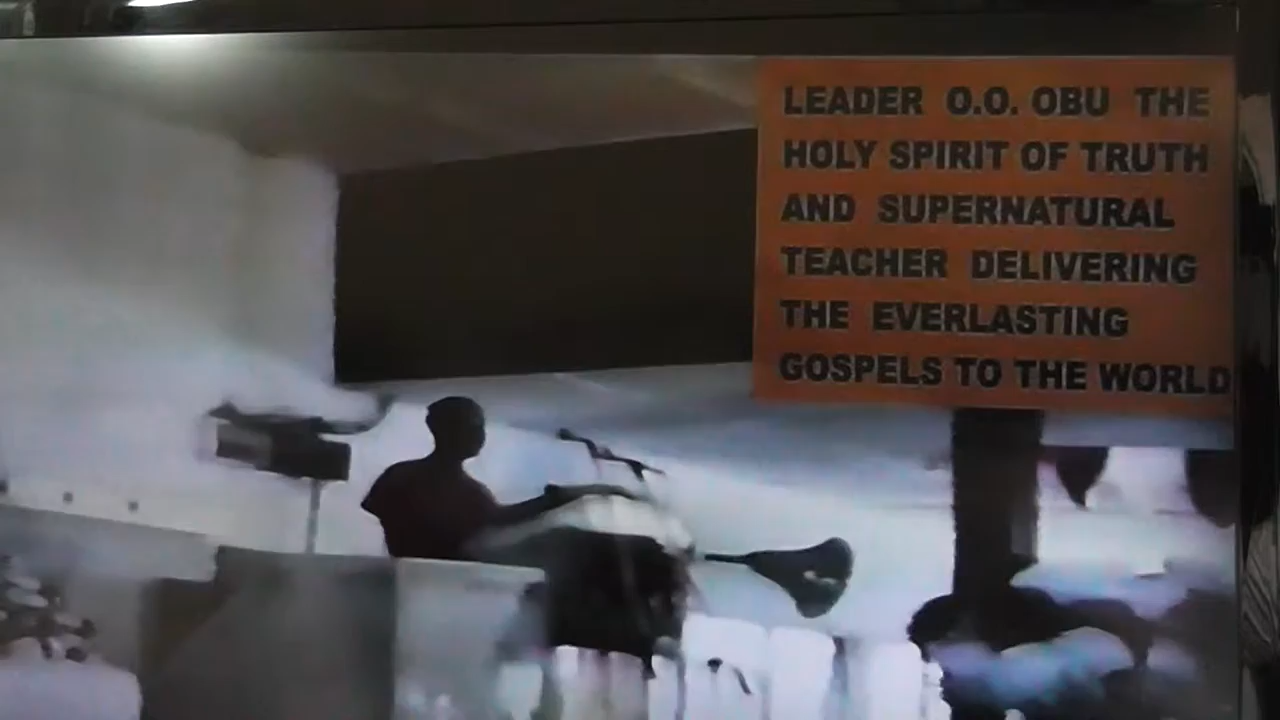 LEADER O.O. OBU THE
HOLY SPIRIT OF TRUTH
AND SUPERNATURAL
TEACHER DELIVERING
THE EVERLASTING
GOSPELS TO THE WORLD